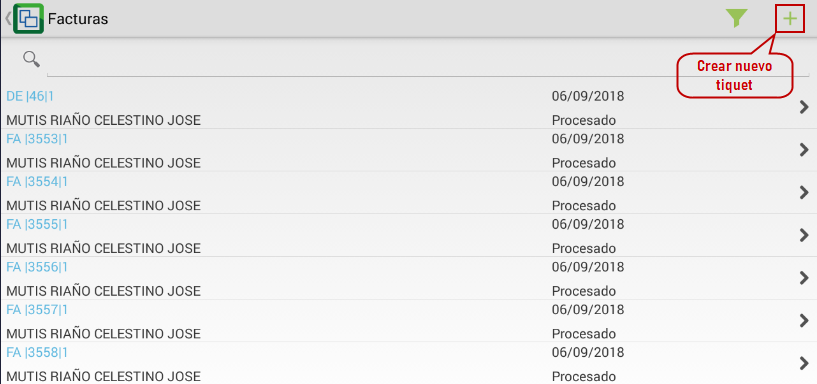 Facturas
Crear nuevo
tiquet
DE |46|1 06/09/2018
MUTIS RIAÑO CELESTINO JOSE Procesado
FA |3553|1 06/09/2018
MUTIS RIAÑO CELESTINO JOSE Procesado
FA |3554|1 06/09/2018
MUTIS RIAÑO CELESTINO JOSE Procesado
FA |3555|1 06/09/2018
MUTIS RIAÑO CELESTINO JOSE Procesado
FA |3556|1 06/09/2018
MUTIS RIAÑO CELESTINO JOSE Procesado
FA |3557|1 06/09/2018
MUTIS RIAÑO CELESTINO JOSE Procesado
FA |3558|1 06/09/2018
MUTIS RIAÑO CELESTINO JOSE Procesado